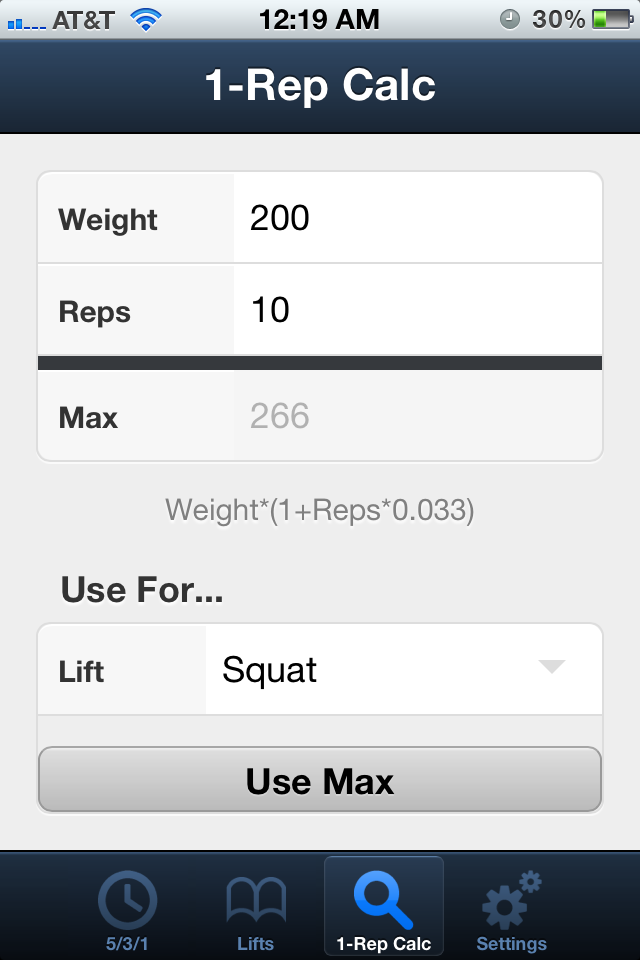 AT&T 12:19 AM 30%
1-Rep Calc
Weight 200
Reps 10
Max 266
Weight*(1+Reps*0.033)
Use For...
Lift Squat
Use Max
5/3/1 Lifts 1-Rep Calc Settings